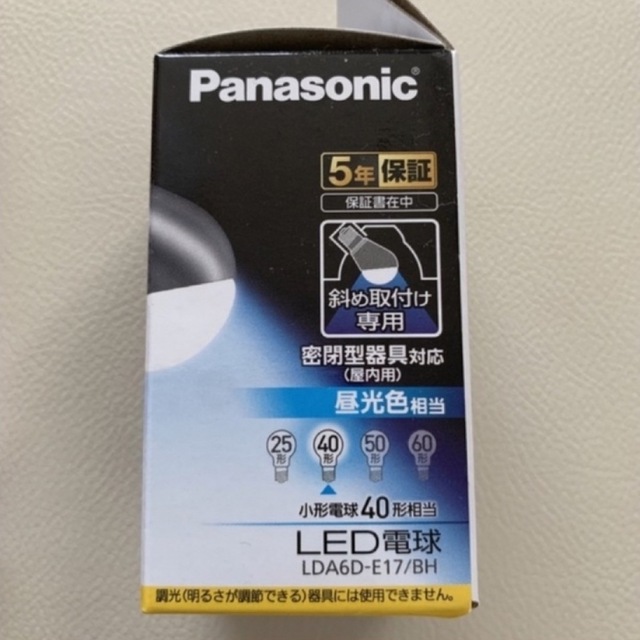 Panasonic®
5年保証
保証書在中
斜め取付け
専用
密閉型器具対応
(屋内用)
昼光色相当
25形 40形 50形 60形
小形電球40形相当
LED電球
LDA6D-E17/BH
調光(明るさが調節できる)器具には使用できません。